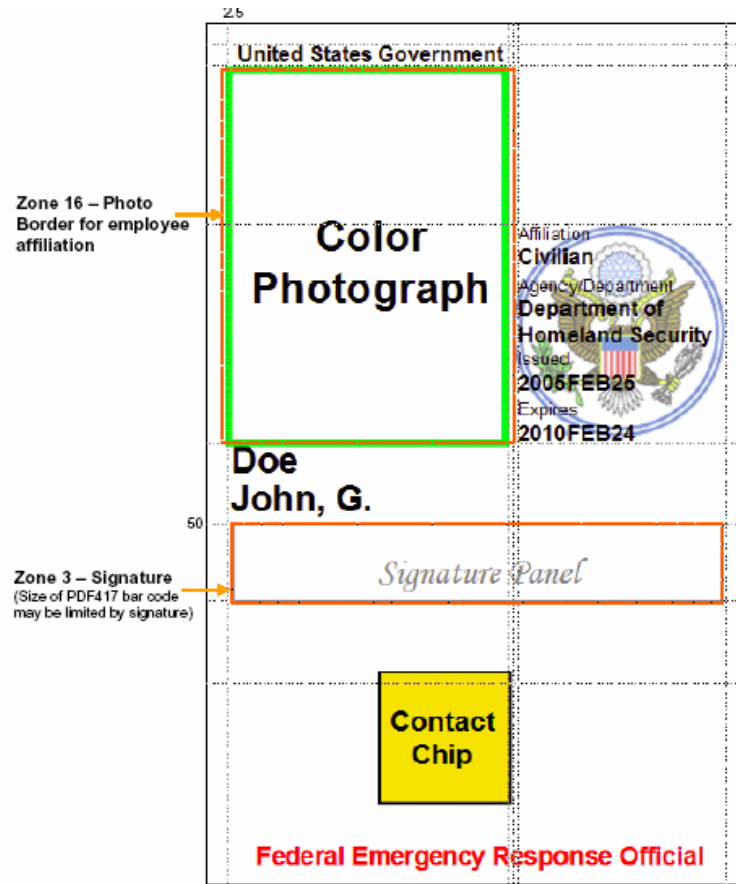 2.5
United States Government
Zone 16 – Photo
Border for employee
affiliation
Color
Photograph
Affiliation
Civilian
Agency/Department
Department of
Homeland Security
Issued
2005FEB25
Expires
2010FEB24
Doe
John, G.
50
Zone 3 – Signature
(Size of PDF417 bar code
may be limited by signature)
Signature Panel
Contact
Chip
Federal Emergency Response Official